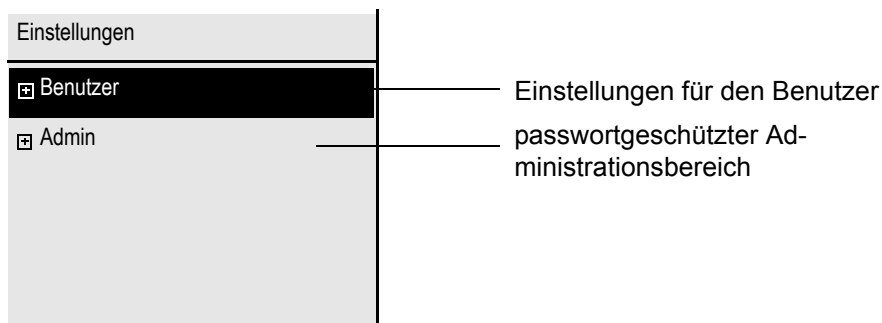 Einstellungen
Benutzer
Admin
Einstellungen für den Benutzer
passwortgeschützter Ad-
ministrationsbereich